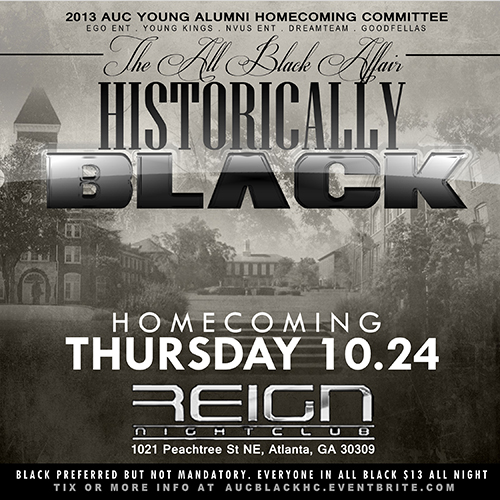 2013 AUC YOUNG ALUMNI HOMECOMING COMMITTEE
EGO ENT . YOUNG KINGS . NVUS ENT . DREAMTEAM . GOODFELLAS
The All Black Affair
HISTORICALLY
BLACK
HOMECOMING
THURSDAY 10.24
REIGN
NIGHTCLUB
1021 Peachtree St NE, Atlanta, GA 30309
BLACK PREFERRED BUT NOT MANDATORY. EVERYONE IN ALL BLACK $13 ALL NIGHT
TIX OR MORE INFO AT AUCBLACKHC.EVENTBRITE.COM